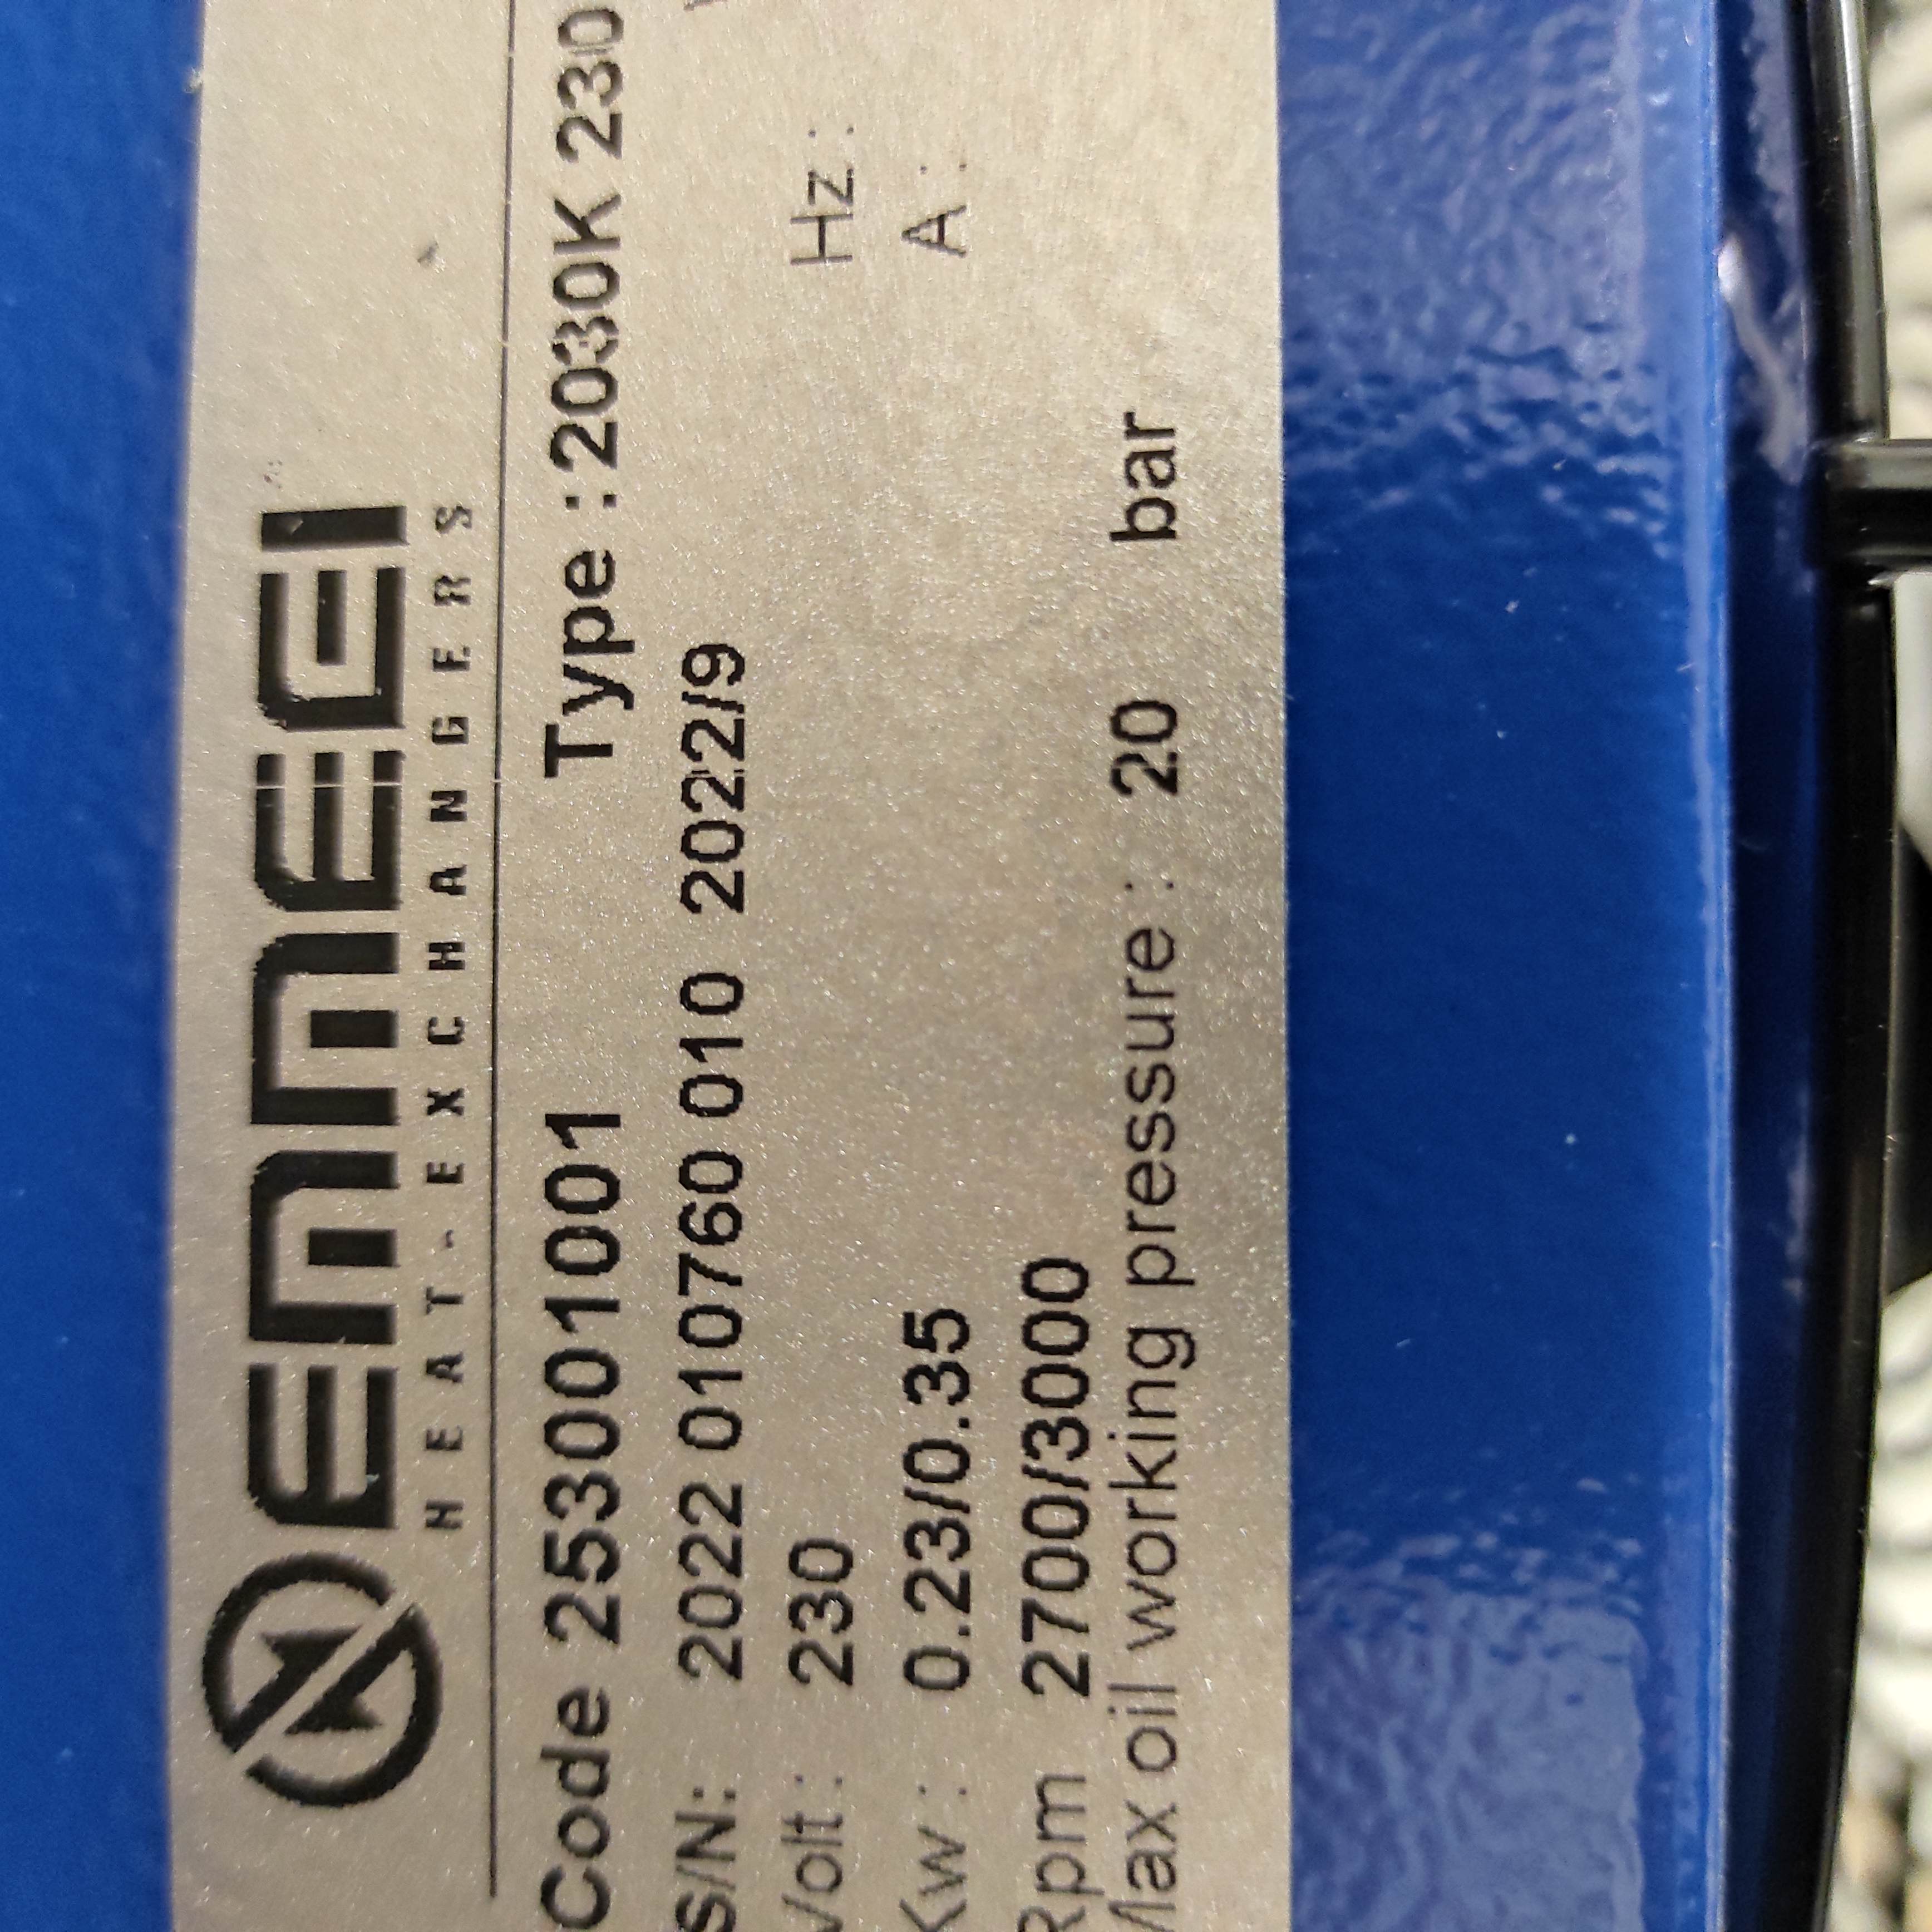 EMMEGI
HEAT-EXCHANGERS
Code 253001001 Type : 2030K 230
S/N: 2022 010760 010 2022/9
Volt : 230 Hz :
Kw : 0.23/0.35 A :
Rpm 2700/3000
Max oil working pressure : 20 bar